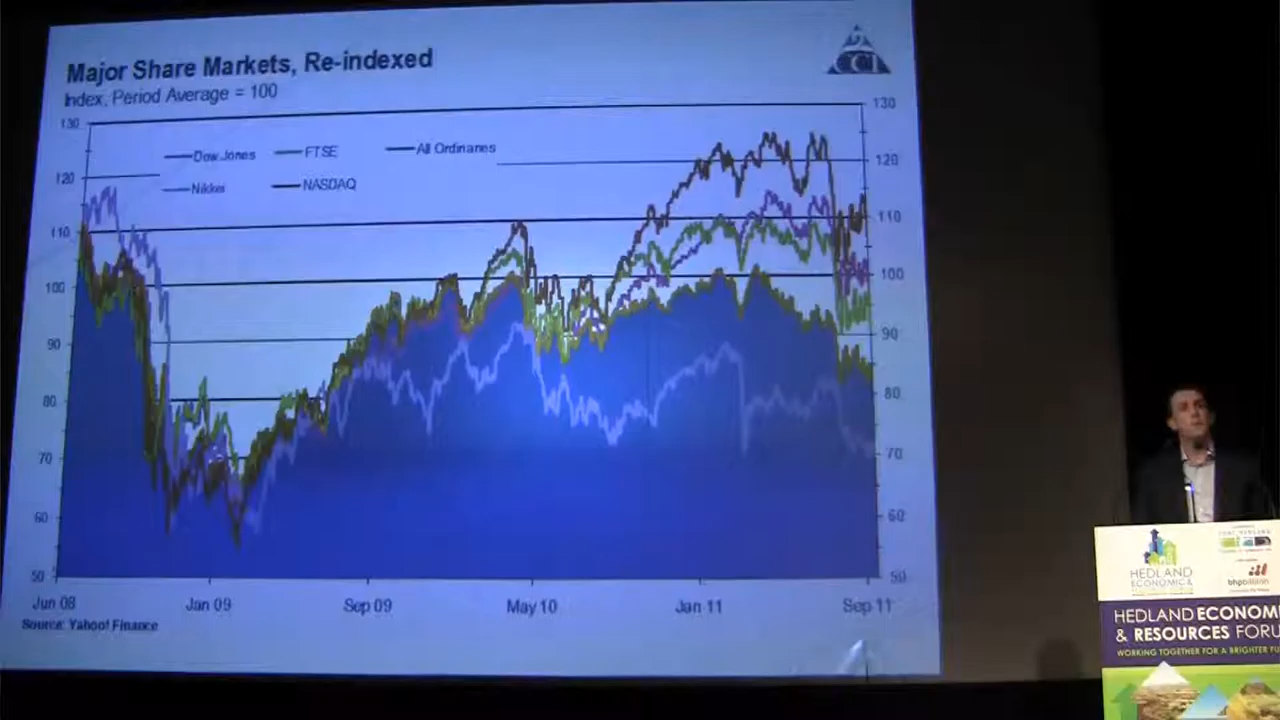 Major Share Markets, Re-indexed
Index, Period Average = 100
CCI
130 130
Dow Jones FTSE All Ordinaries
120 120
Nikkei NASDAQ
110 110
100 100
90 90
80 80
70 70
60 60
50 50
Jun 08 Jan 09 Sep 09 May 10 Jan 11 Sep 11
Source: Yahoo! Finance
HEDLAND
ECONOMIC &
bhpbilliton
HEDLAND ECONOMI
& RESOURCES FORU
WORKING TOGETHER FOR A BRIGHTER FU